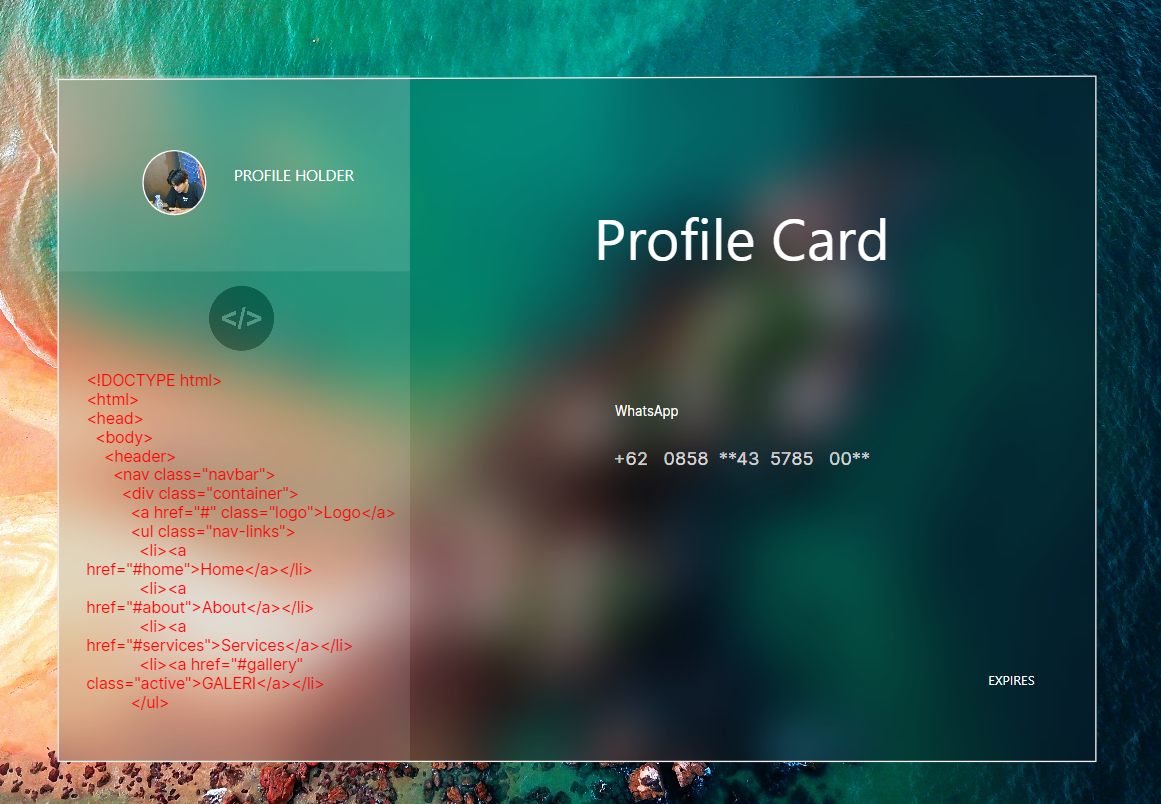 PROFILE HOLDER
</>
<!DOCTYPE html>
<html>
<head>
<body>
<header>
<nav class="navbar">
<div class="container">
<a href="#" class="logo">Logo</a>
<ul class="nav-links">
<li><a
href="#home">Home</a></li>
<li><a
href="#about">About</a></li>
<li><a
href="#services">Services</a></li>
<li><a href="#gallery"
class="active">GALERI</a></li>
</ul>
Profile Card
WhatsApp
+62 0858 **43 5785 00**
EXPIRES